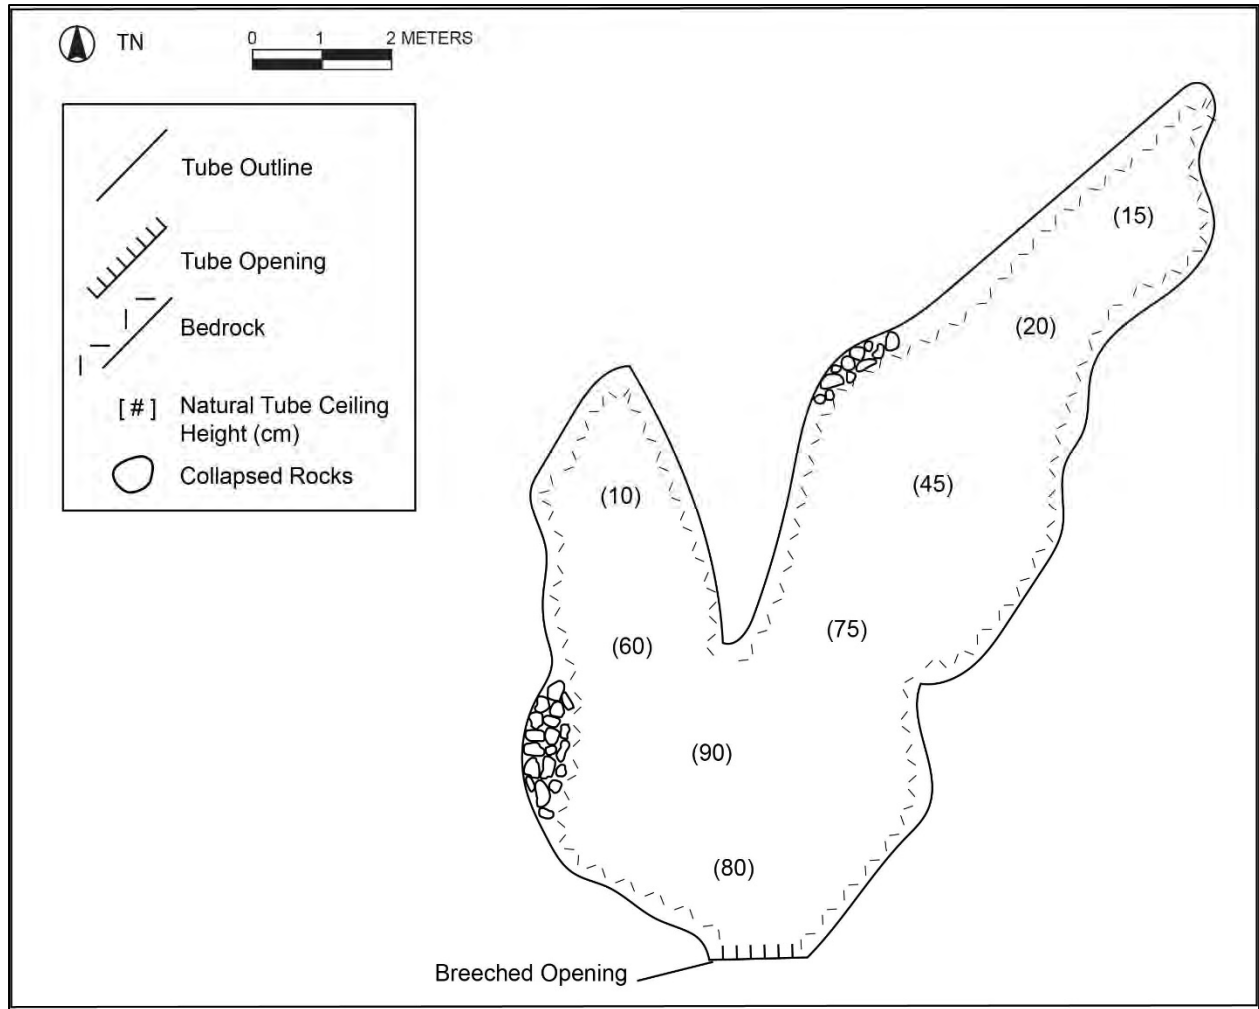 TN
0 1 2 METERS
Tube Outline
Tube Opening
Bedrock
[#] Natural Tube Ceiling
Height (cm)
Collapsed Rocks
(15)
(20)
(45)
(10)
(75)
(60)
(90)
(80)
Breeched Opening